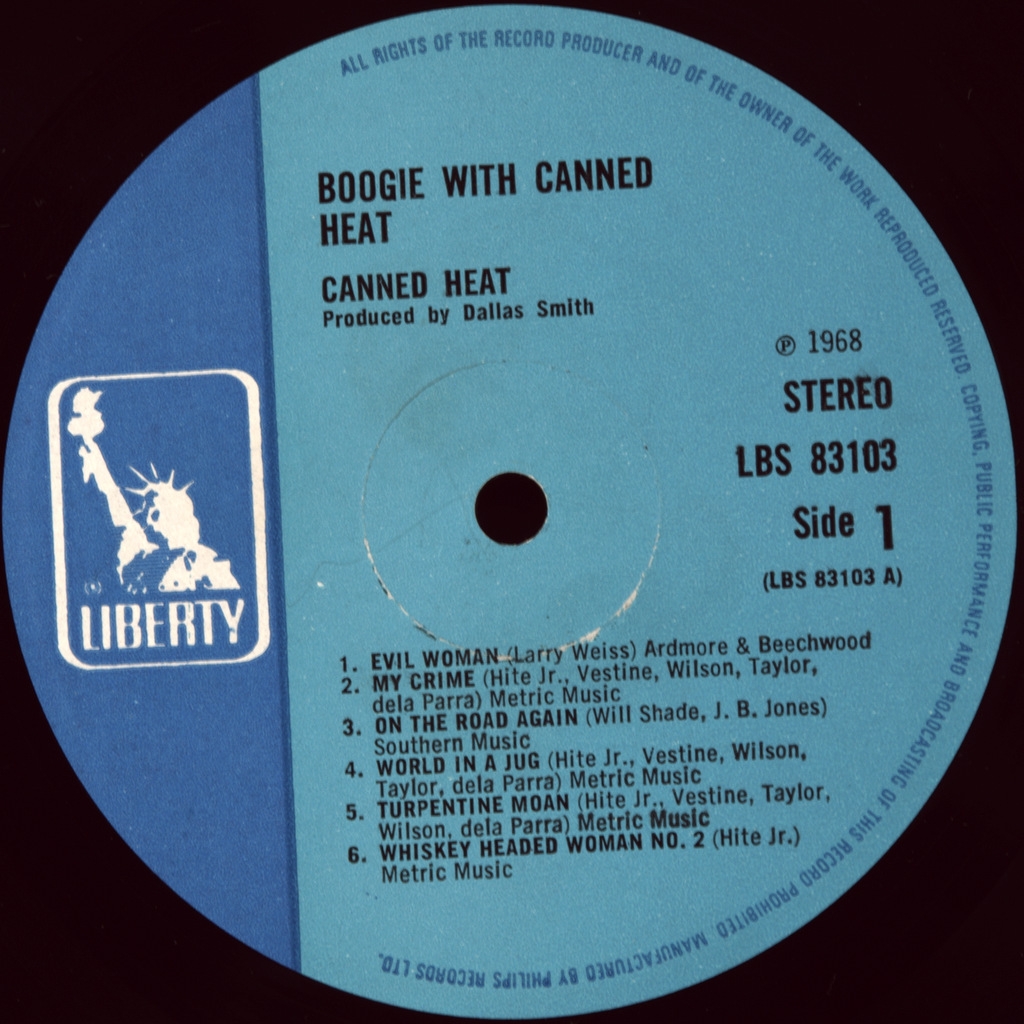 ALL RIGHTS OF THE RECORD PRODUCER AND OF THE OWNER OF THE WORK REPRODUCED RESERVED. COPYING, PUBLIC PERFORMANCE AND BROADCASTING OF THIS RECORD PROHIBITED. MANUFACTURED BY PHILIPS RECORDS LTD.
BOOGIE WITH CANNED
HEAT
CANNED HEAT
Produced by Dallas Smith
℗ 1968
STEREO
LBS 83103
Side 1
(LBS 83103 A)
® LIBERTY
1. EVIL WOMAN (Larry Weiss) Ardmore & Beechwood
2. MY CRIME (Hite Jr., Vestine, Wilson, Taylor,
dela Parra) Metric Music
3. ON THE ROAD AGAIN (Will Shade, J. B. Jones)
Southern Music
4. WORLD IN A JUG (Hite Jr., Vestine, Wilson,
Taylor, dela Parra) Metric Music
5. TURPENTINE MOAN (Hite Jr., Vestine, Taylor,
Wilson, dela Parra) Metric Music
6. WHISKEY HEADED WOMAN NO. 2 (Hite Jr.)
Metric Music